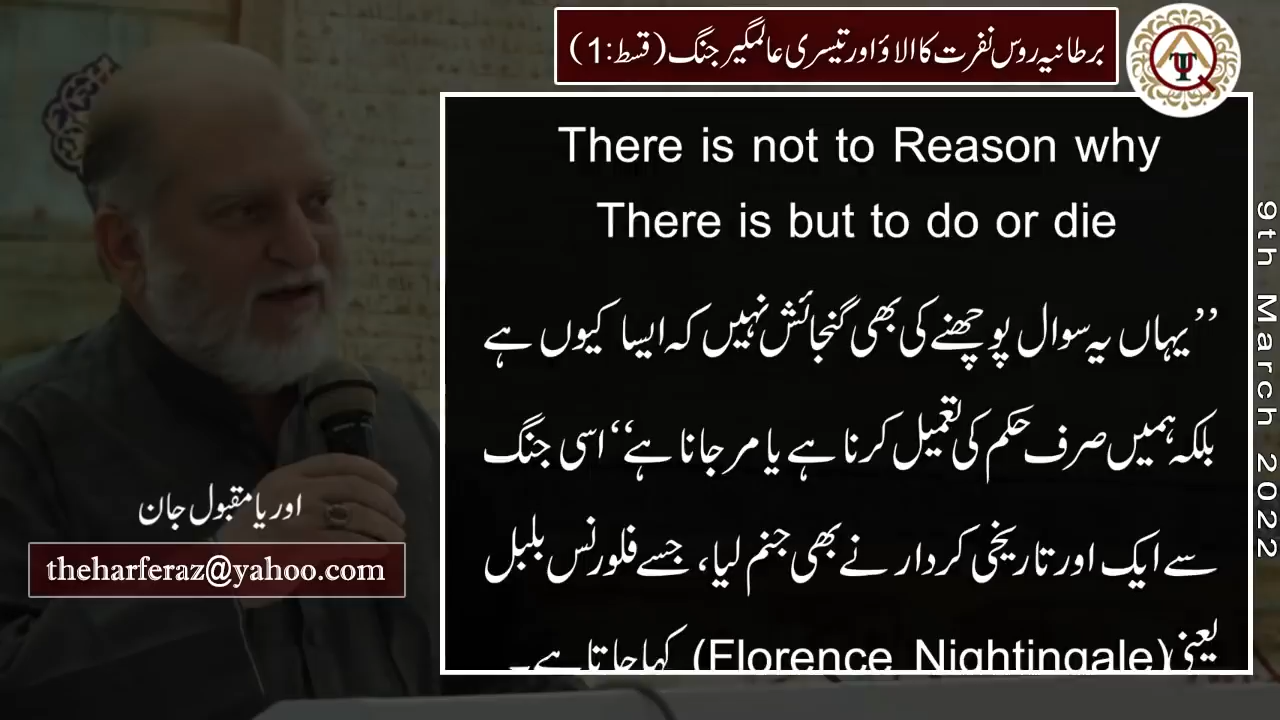 برطانیہ روس نفرت کا الاؤ اور تیسری عالمگیر جنگ (قسط:1)
There is not to Reason why
There is but to do or die
’’یہاں یہ سوال پوچھنے کی بھی گنجائش نہیں کہ ایسا کیوں ہے
بلکہ ہمیں صرف حکم کی تعمیل کرنا ہے یا مر جانا ہے‘‘ اسی جنگ
سے ایک اور تاریخی کردار نے بھی جنم لیا، جسے فلورنس بلبل
یعنی (Florence Nightingale) کہا جاتا ہے۔
اوریا مقبول جان
theharferaz@yahoo.com
9th March 2022